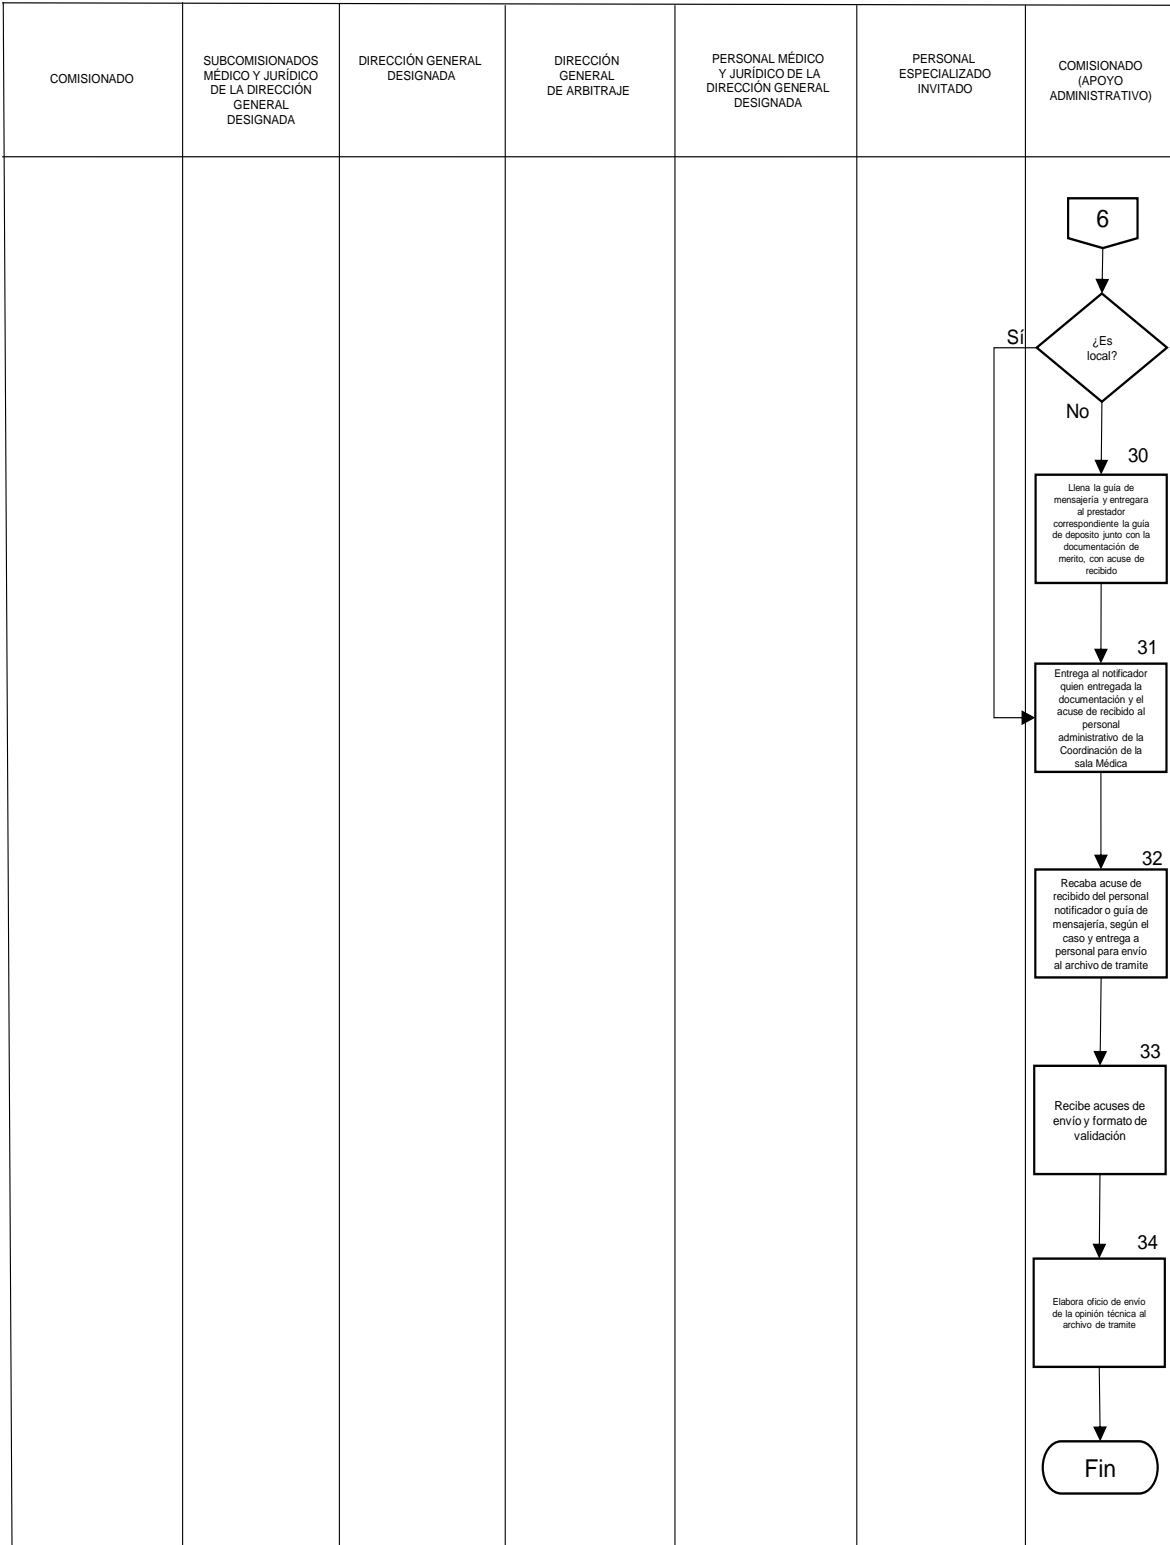 COMISIONADO
SUBCOMISIONADOS
MÉDICO Y JURÍDICO
DE LA DIRECCIÓN
GENERAL
DESIGNADA
DIRECCIÓN GENERAL
DESIGNADA
DIRECCIÓN
GENERAL
DE ARBITRAJE
PERSONAL MÉDICO
Y JURÍDICO DE LA
DIRECCIÓN GENERAL
DESIGNADA
PERSONAL
ESPECIALIZADO
INVITADO
COMISIONADO
(APOYO
ADMINISTRATIVO)
6
¿Es
local?
Sí
No
30
Llena la guía de
mensajería y entregara
al prestador
correspondiente la guía
de deposito junto con la
documentación de
merito, con acuse de
recibido
31
Entrega al notificador
quien entregada la
documentación y el
acuse de recibido al
personal
administrativo de la
Coordinación de la
sala Médica
32
Recaba acuse de
recibido del personal
notificador o guía de
mensajería, según el
caso y entrega a
personal para envío
al archivo de tramite
33
Recibe acuses de
envío y formato de
validación
34
Elabora oficio de envío
de la opinión técnica al
archivo de tramite
Fin